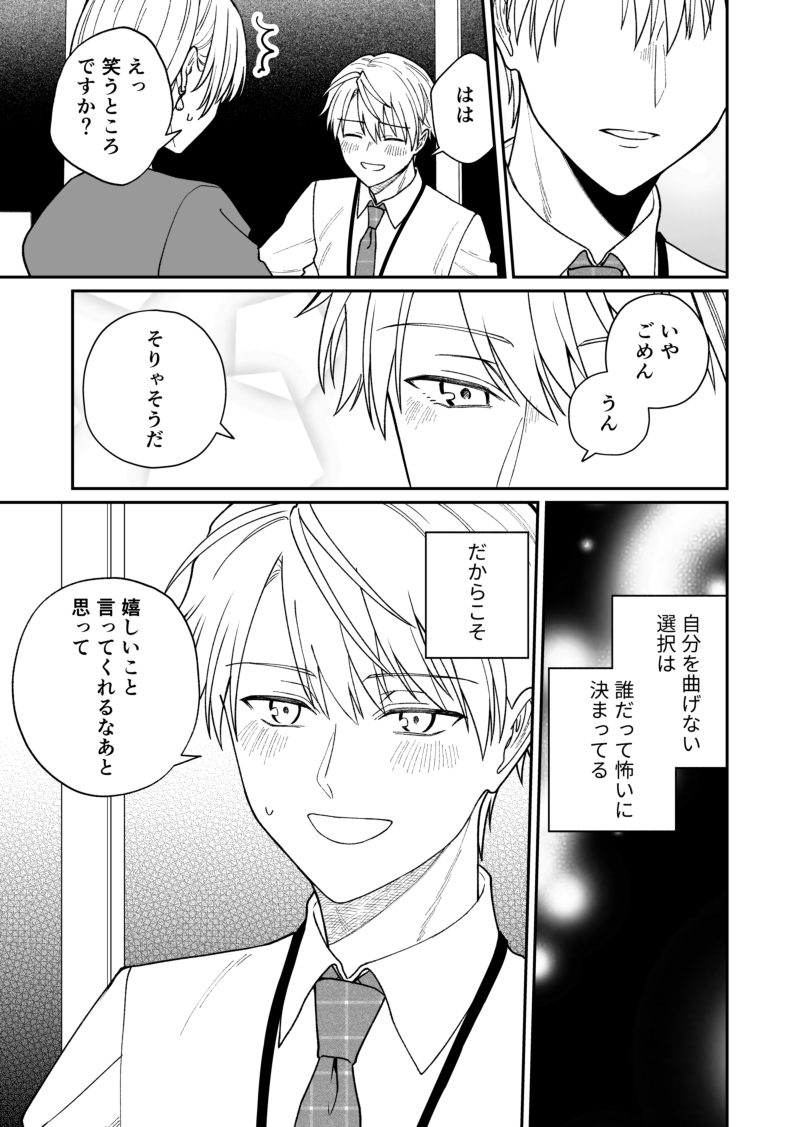 はは
えっ
笑うところ
ですか？
いや
ごめん
うん
そりゃそうだ
自分を曲げない
選択は
誰だって怖いに
決まってる
だからこそ
嬉しいこと
言ってくれるなあと
思って